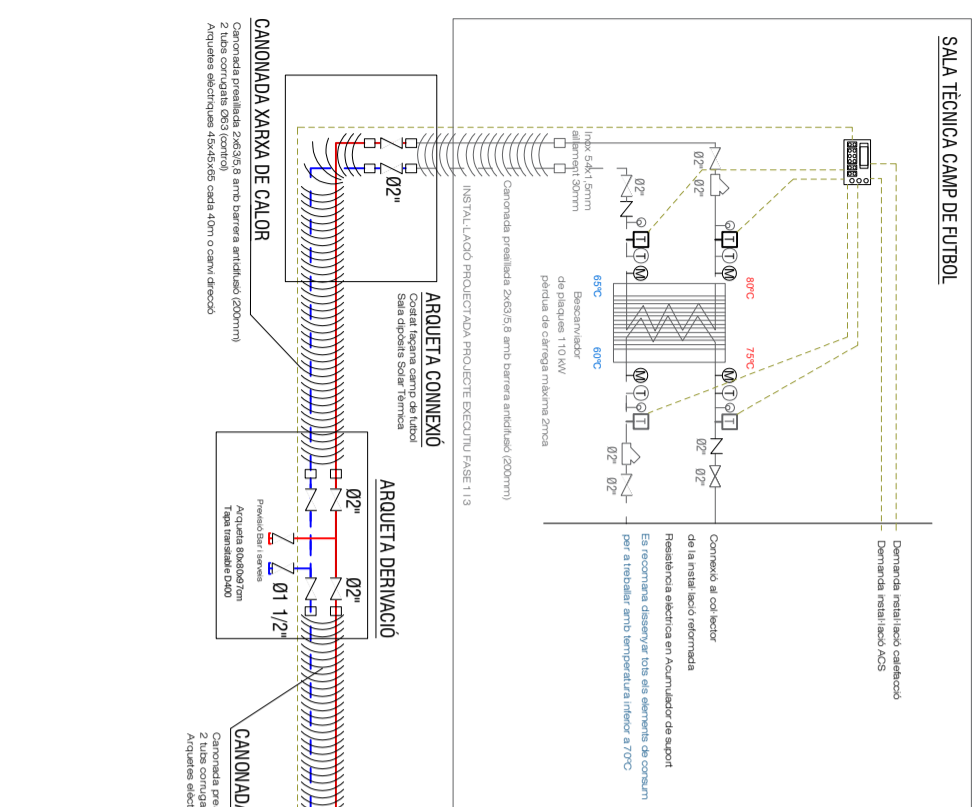 SALA TÈCNICA CAMP DE FUTBOL
Demanda instal·lació calefacció
Demanda instal·lació ACS
80ºC
75ºC
65ºC
60ºC
Ø2"
Ø2"
Ø2"
Ø2"
Ø2"
Ø2"
T
T
M
T
T
M
M
T
T
M
T
T
Connexió al col·lector
de la instal·lació reformada
Resistència elèctrica en Acumulador de suport
Es recomana dissenyar tots els elements de consum
per a treballar amb temperatura inferior a 70ºC
Inox 54x1,5mm
aïllament 30mm
Bescanviador
de plaques 110 kW
pèrdua de càrrega màxima 2mca
Canonada preaïllada 2x63/5,8 amb barrera antidifusió (200mm)
INSTAL·LACIÓ PROJECTADA PROJECTE EXECUTIU FASE 1 I 3
ARQUETA CONNEXIÓ
Costat façana camp de futbol
Sala dipòsits Solar Tèrmica
Ø2"
ARQUETA DERIVACIÓ
Ø2"
Ø2"
Ø1 1/2"
Previsió Bar i serveis
Arqueta 80x80x97cm
Tapa transitable D400
CANONADA XARXA DE CALOR
Canonada preaïllada 2x63/5,8 amb barrera antidifusió (200mm)
2 tubs corrugats Ø63 (control)
Arquetes elèctriques 45x45x65 cada 40m o canvi direcció
CANONADA
Canonada pre
2 tubs corruga
Arquetes elèct